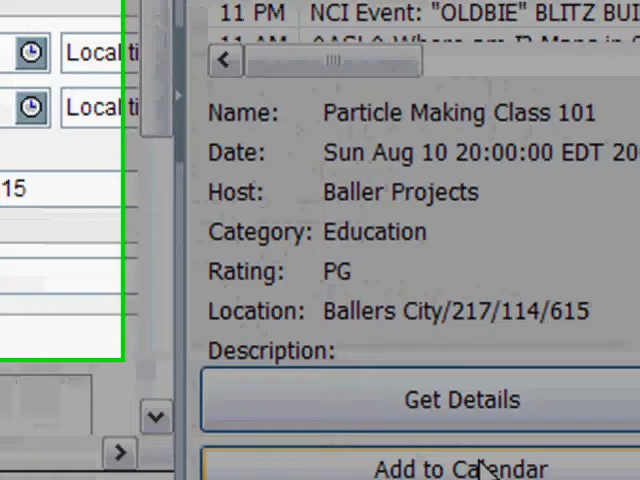 11 PM NCI Event: "OLDBIE" BLITZ BUI
11 AM
Local ti
Local ti
15
Name: Particle Making Class 101
Date: Sun Aug 10 20:00:00 EDT 20
Host: Baller Projects
Category: Education
Rating: PG
Location: Ballers City/217/114/615
Description:
Get Details
Add to Calendar